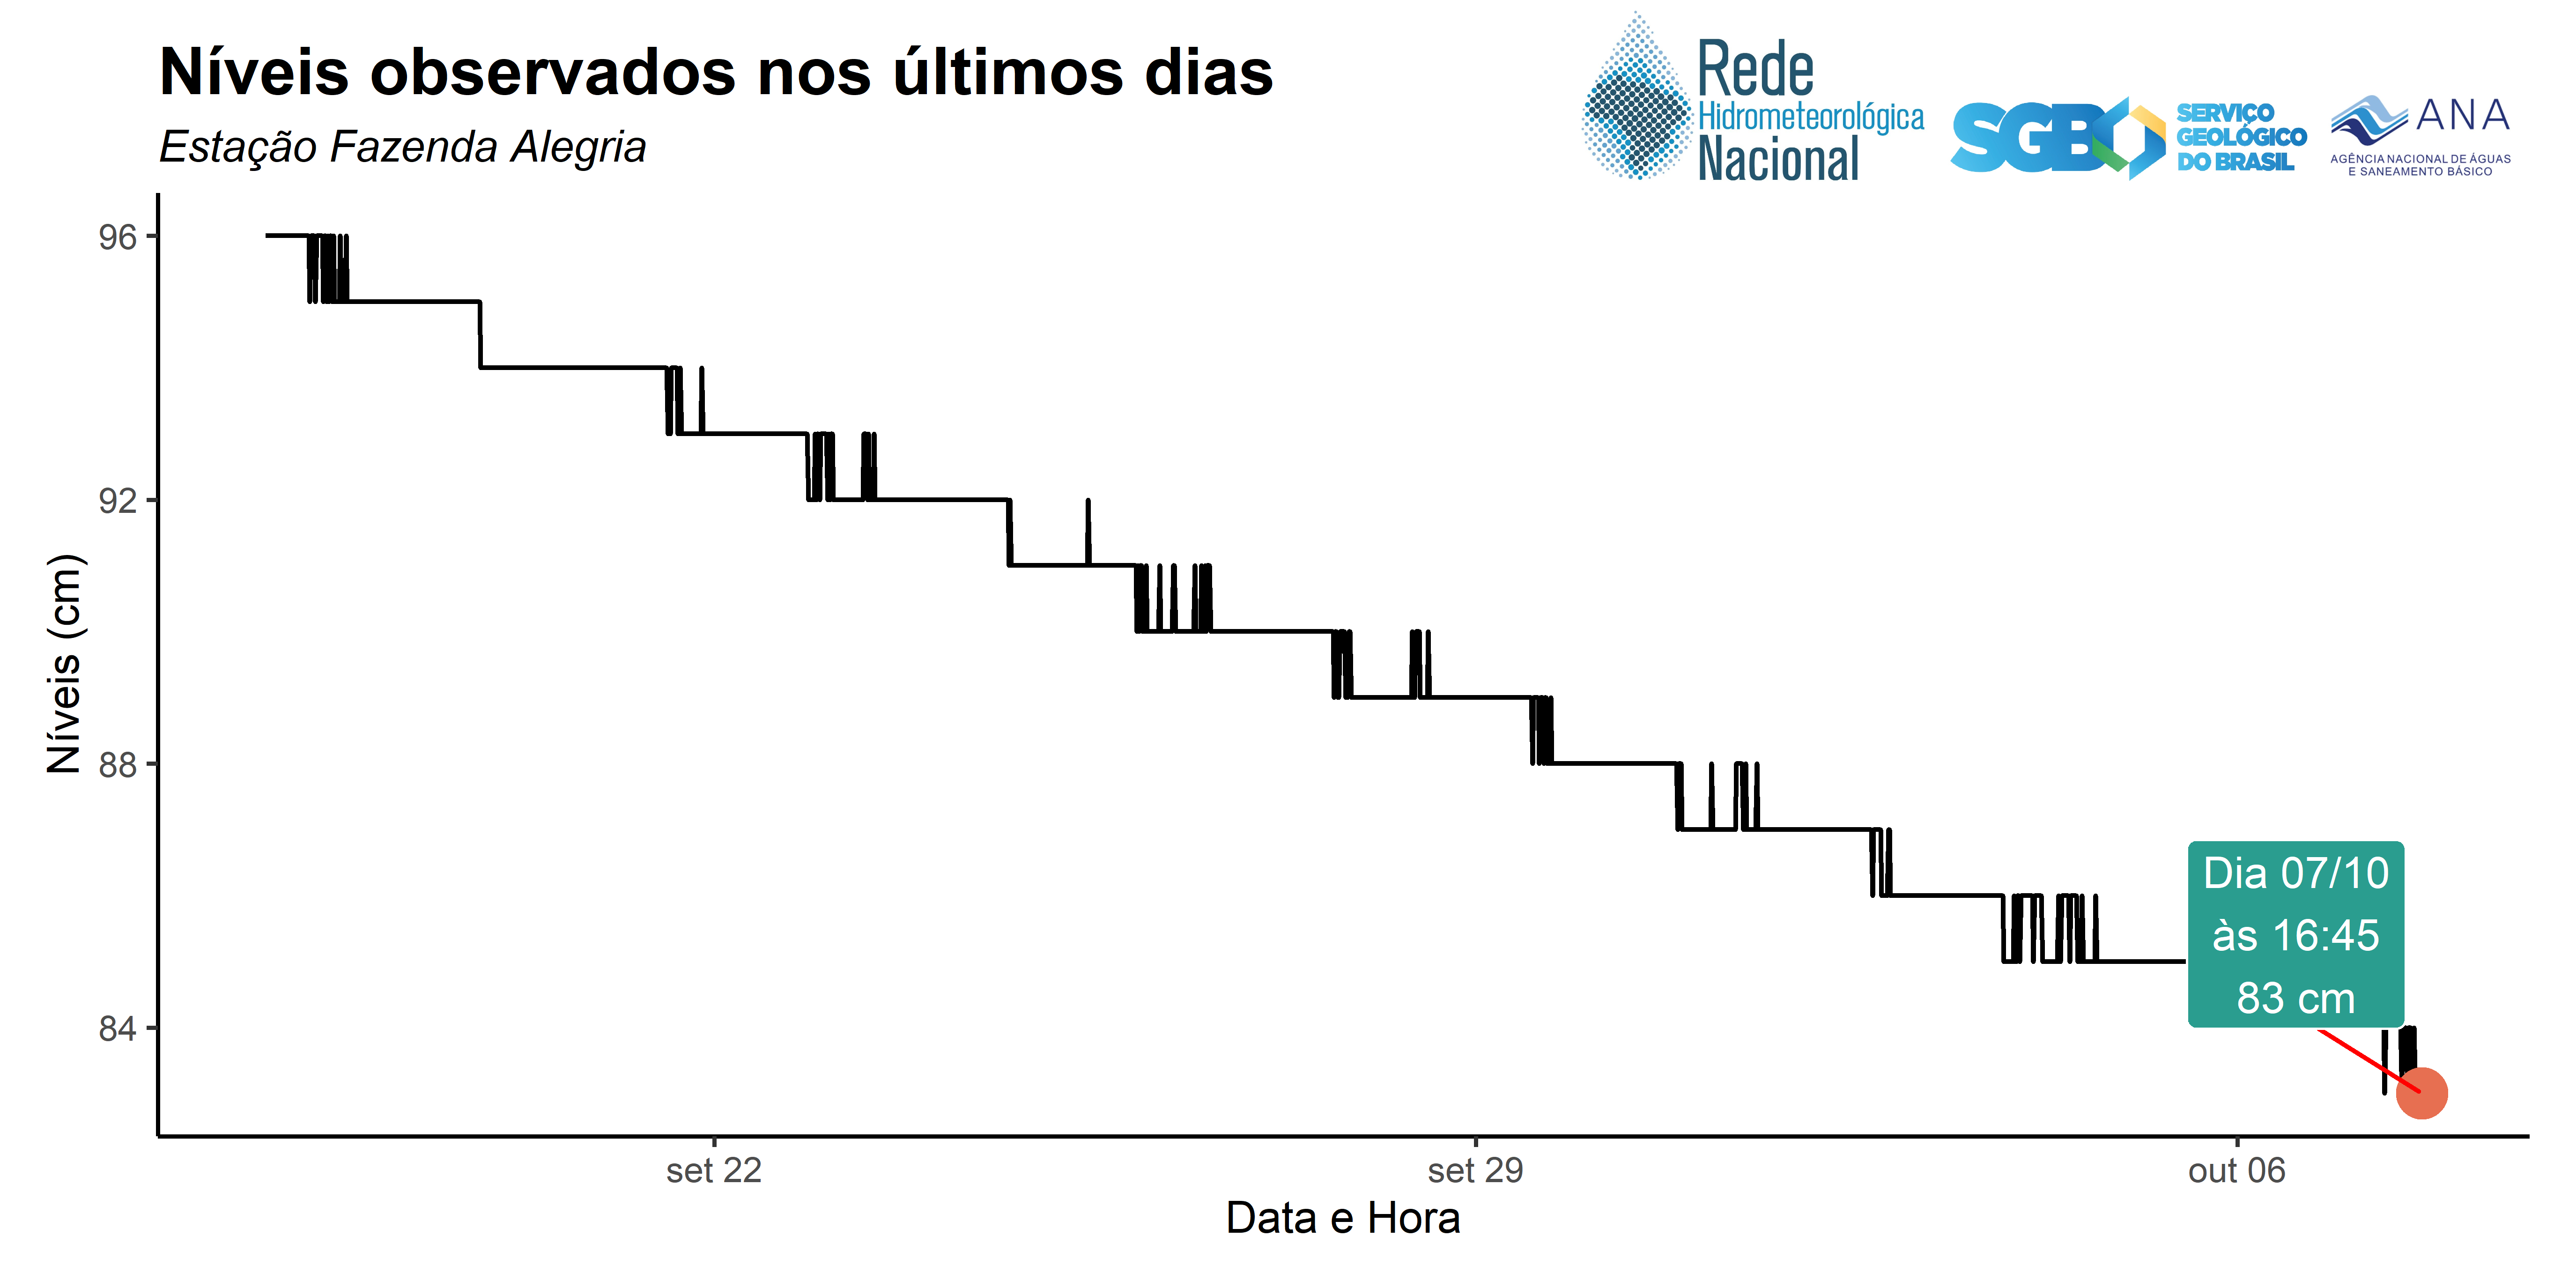 Níveis observados nos últimos dias
Estação Fazenda Alegria
Rede
Hidrometeorológica
Nacional
SGB
SERVIÇO
GEOLÓGICO
DO BRASIL
ANA
AGÊNCIA NACIONAL DE ÁGUAS
E SANEAMENTO BÁSICO
Níveis (cm)
96
92
88
84
Dia 07/10
às 16:45
83 cm
set 22
set 29
out 06
Data e Hora